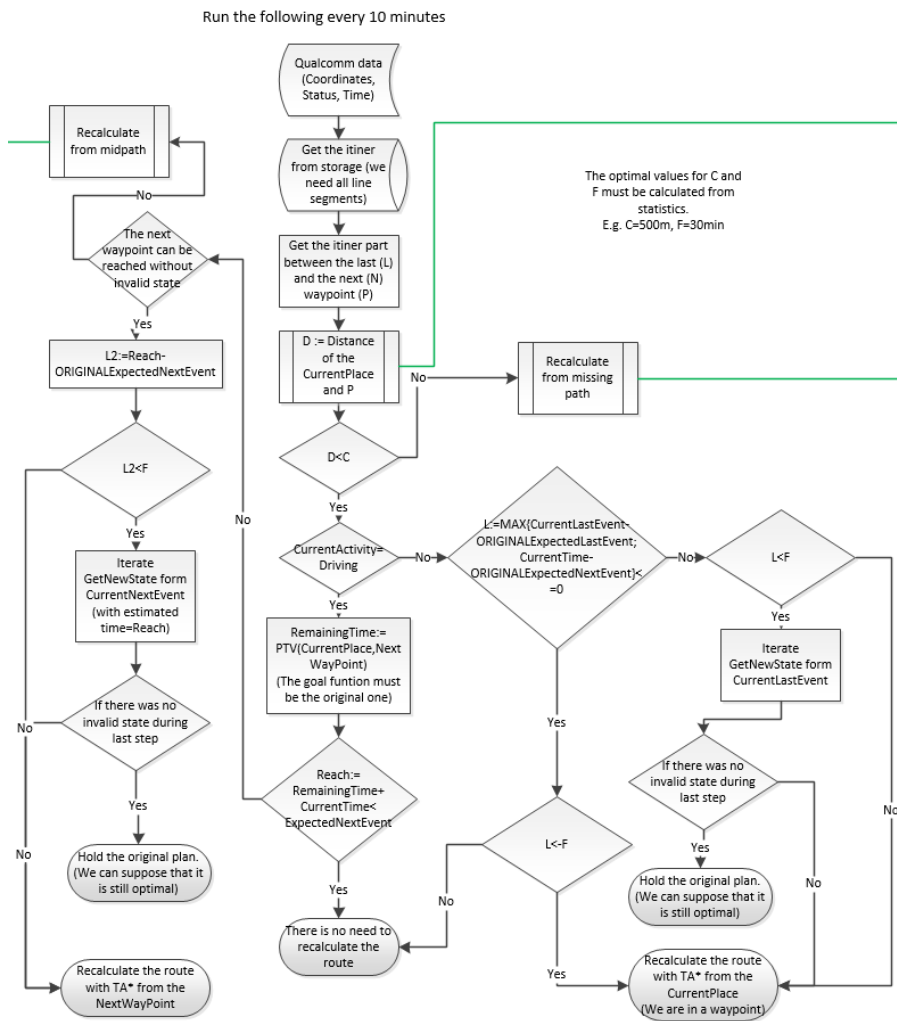 Run the following every 10 minutes
Qualcomm data
(Coordinates,
Status, Time)
Get the itiner
from storage (we
need all line
segments)
Get the itiner part
between the last (L)
and the next (N)
waypoint (P)
D := Distance
of the
CurrentPlace
and P
No
Recalculate
from missing
path
The optimal values for C and
F must be calculated from
statistics.
E.g. C=500m, F=30min
D<C
Yes
CurrentActivity=
Driving
No
Yes
RemainingTime:=
PTV(CurrentPlace,Next
WayPoint)
(The goal funtion must
be the original one)
Reach:=
RemainingTime+
CurrentTime<
ExpectedNextEvent
No
Yes
There is no need to
recalculate the
route
Recalculate
from midpath
No
The next
waypoint can be
reached without
invalid state
Yes
L2:=Reach-
ORIGINALExpectedNextEvent
L2<F
Yes
Iterate
GetNewState form
CurrentNextEvent
(with estimated
time=Reach)
No
If there was no
invalid state during
last step
Yes
No
Hold the original plan.
(We can suppose that it
is still optimal)
Recalculate the route
with TA* from the
NextWayPoint
L:=MAX{CurrentLastEvent-
ORIGINALExpectedLastEvent;
CurrentTime-
ORIGINALExpectedNextEvent}<
=0
No
Yes
L<-F
No
Yes
L<F
Yes
No
Iterate
GetNewState form
CurrentLastEvent
If there was no
invalid state during
last step
Yes
No
Hold the original plan.
(We can suppose that it
is still optimal)
Recalculate the route
with TA* from the
CurrentPlace
(We are in a waypoint)